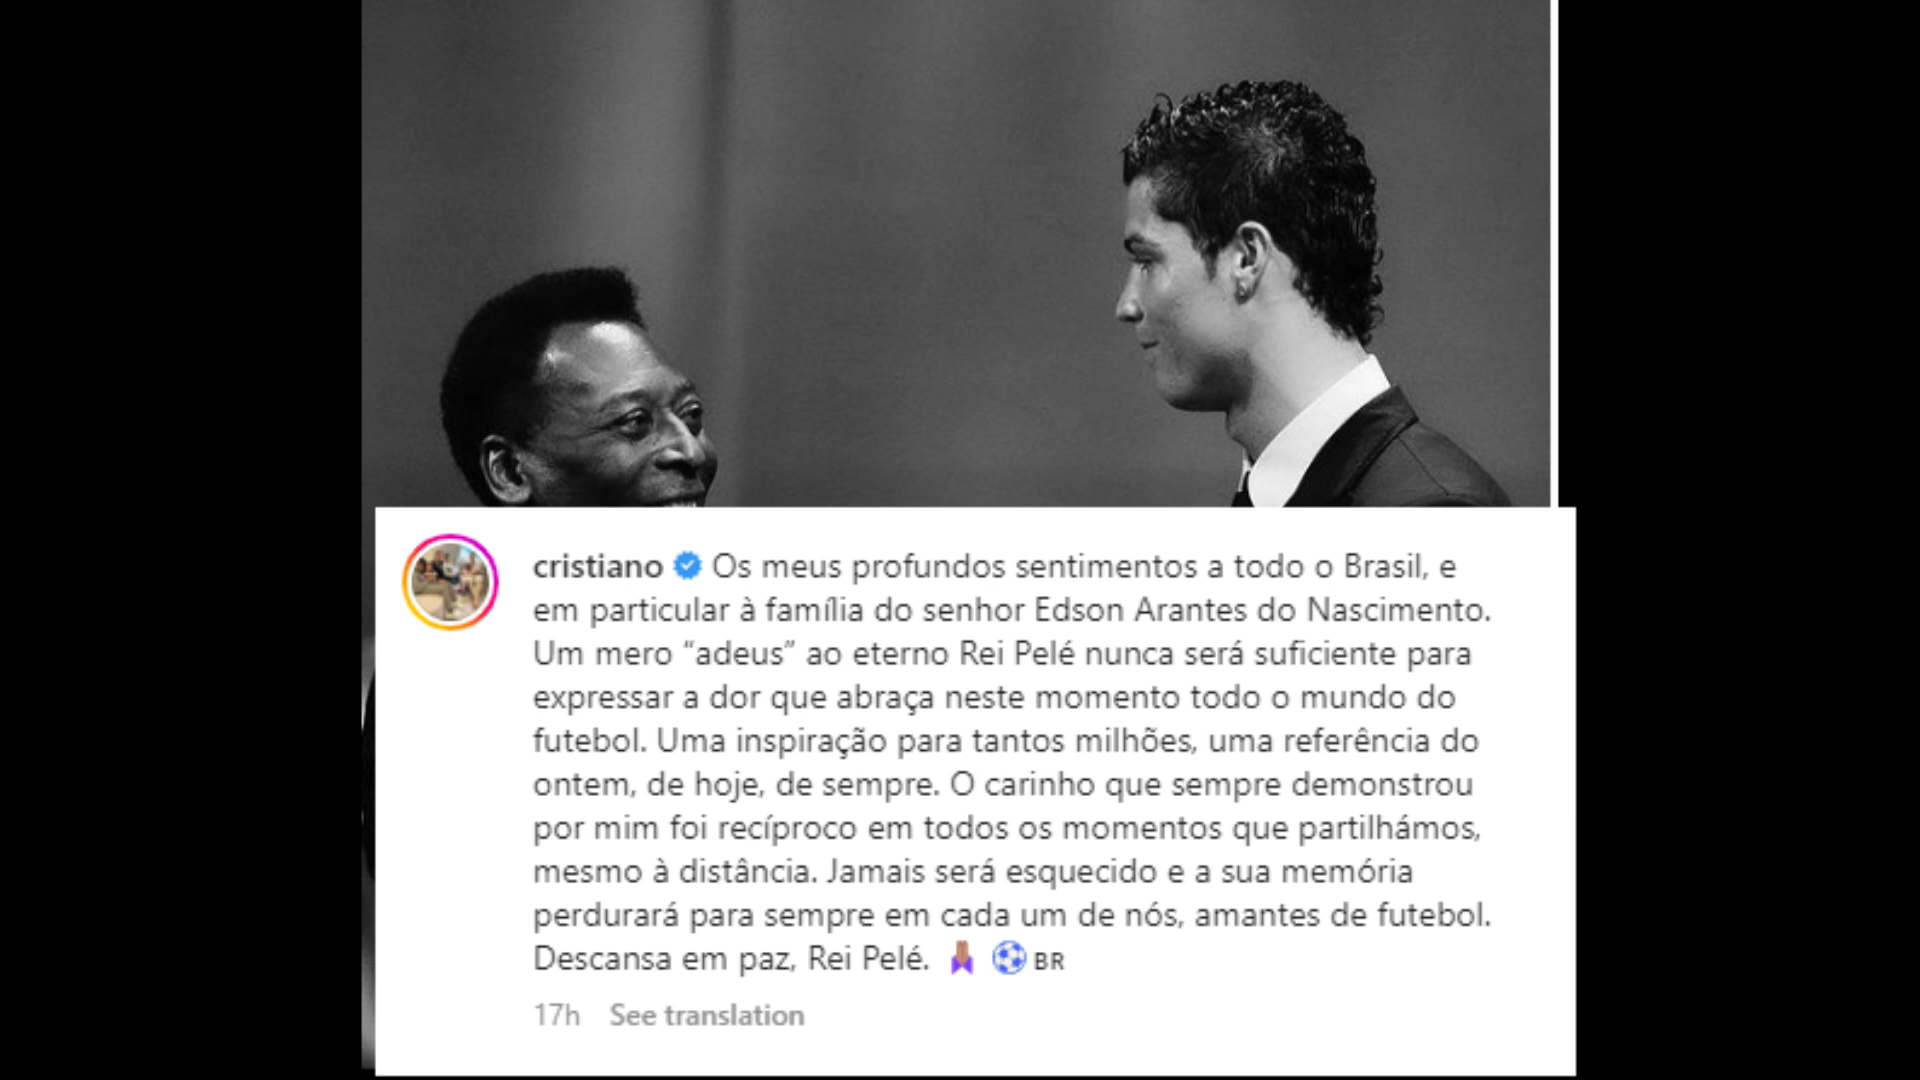 cristiano Os meus profundos sentimentos a todo o Brasil, e
em particular à família do senhor Edson Arantes do Nascimento.
Um mero “adeus” ao eterno Rei Pelé nunca será suficiente para
expressar a dor que abraça neste momento todo o mundo do
futebol. Uma inspiração para tantos milhões, uma referência do
ontem, de hoje, de sempre. O carinho que sempre demonstrou
por mim foi recíproco em todos os momentos que partilhámos,
mesmo à distância. Jamais será esquecido e a sua memória
perdurará para sempre em cada um de nós, amantes de futebol.
Descansa em paz, Rei Pelé. 🙏🏽 ⚽ BR
17h See translation